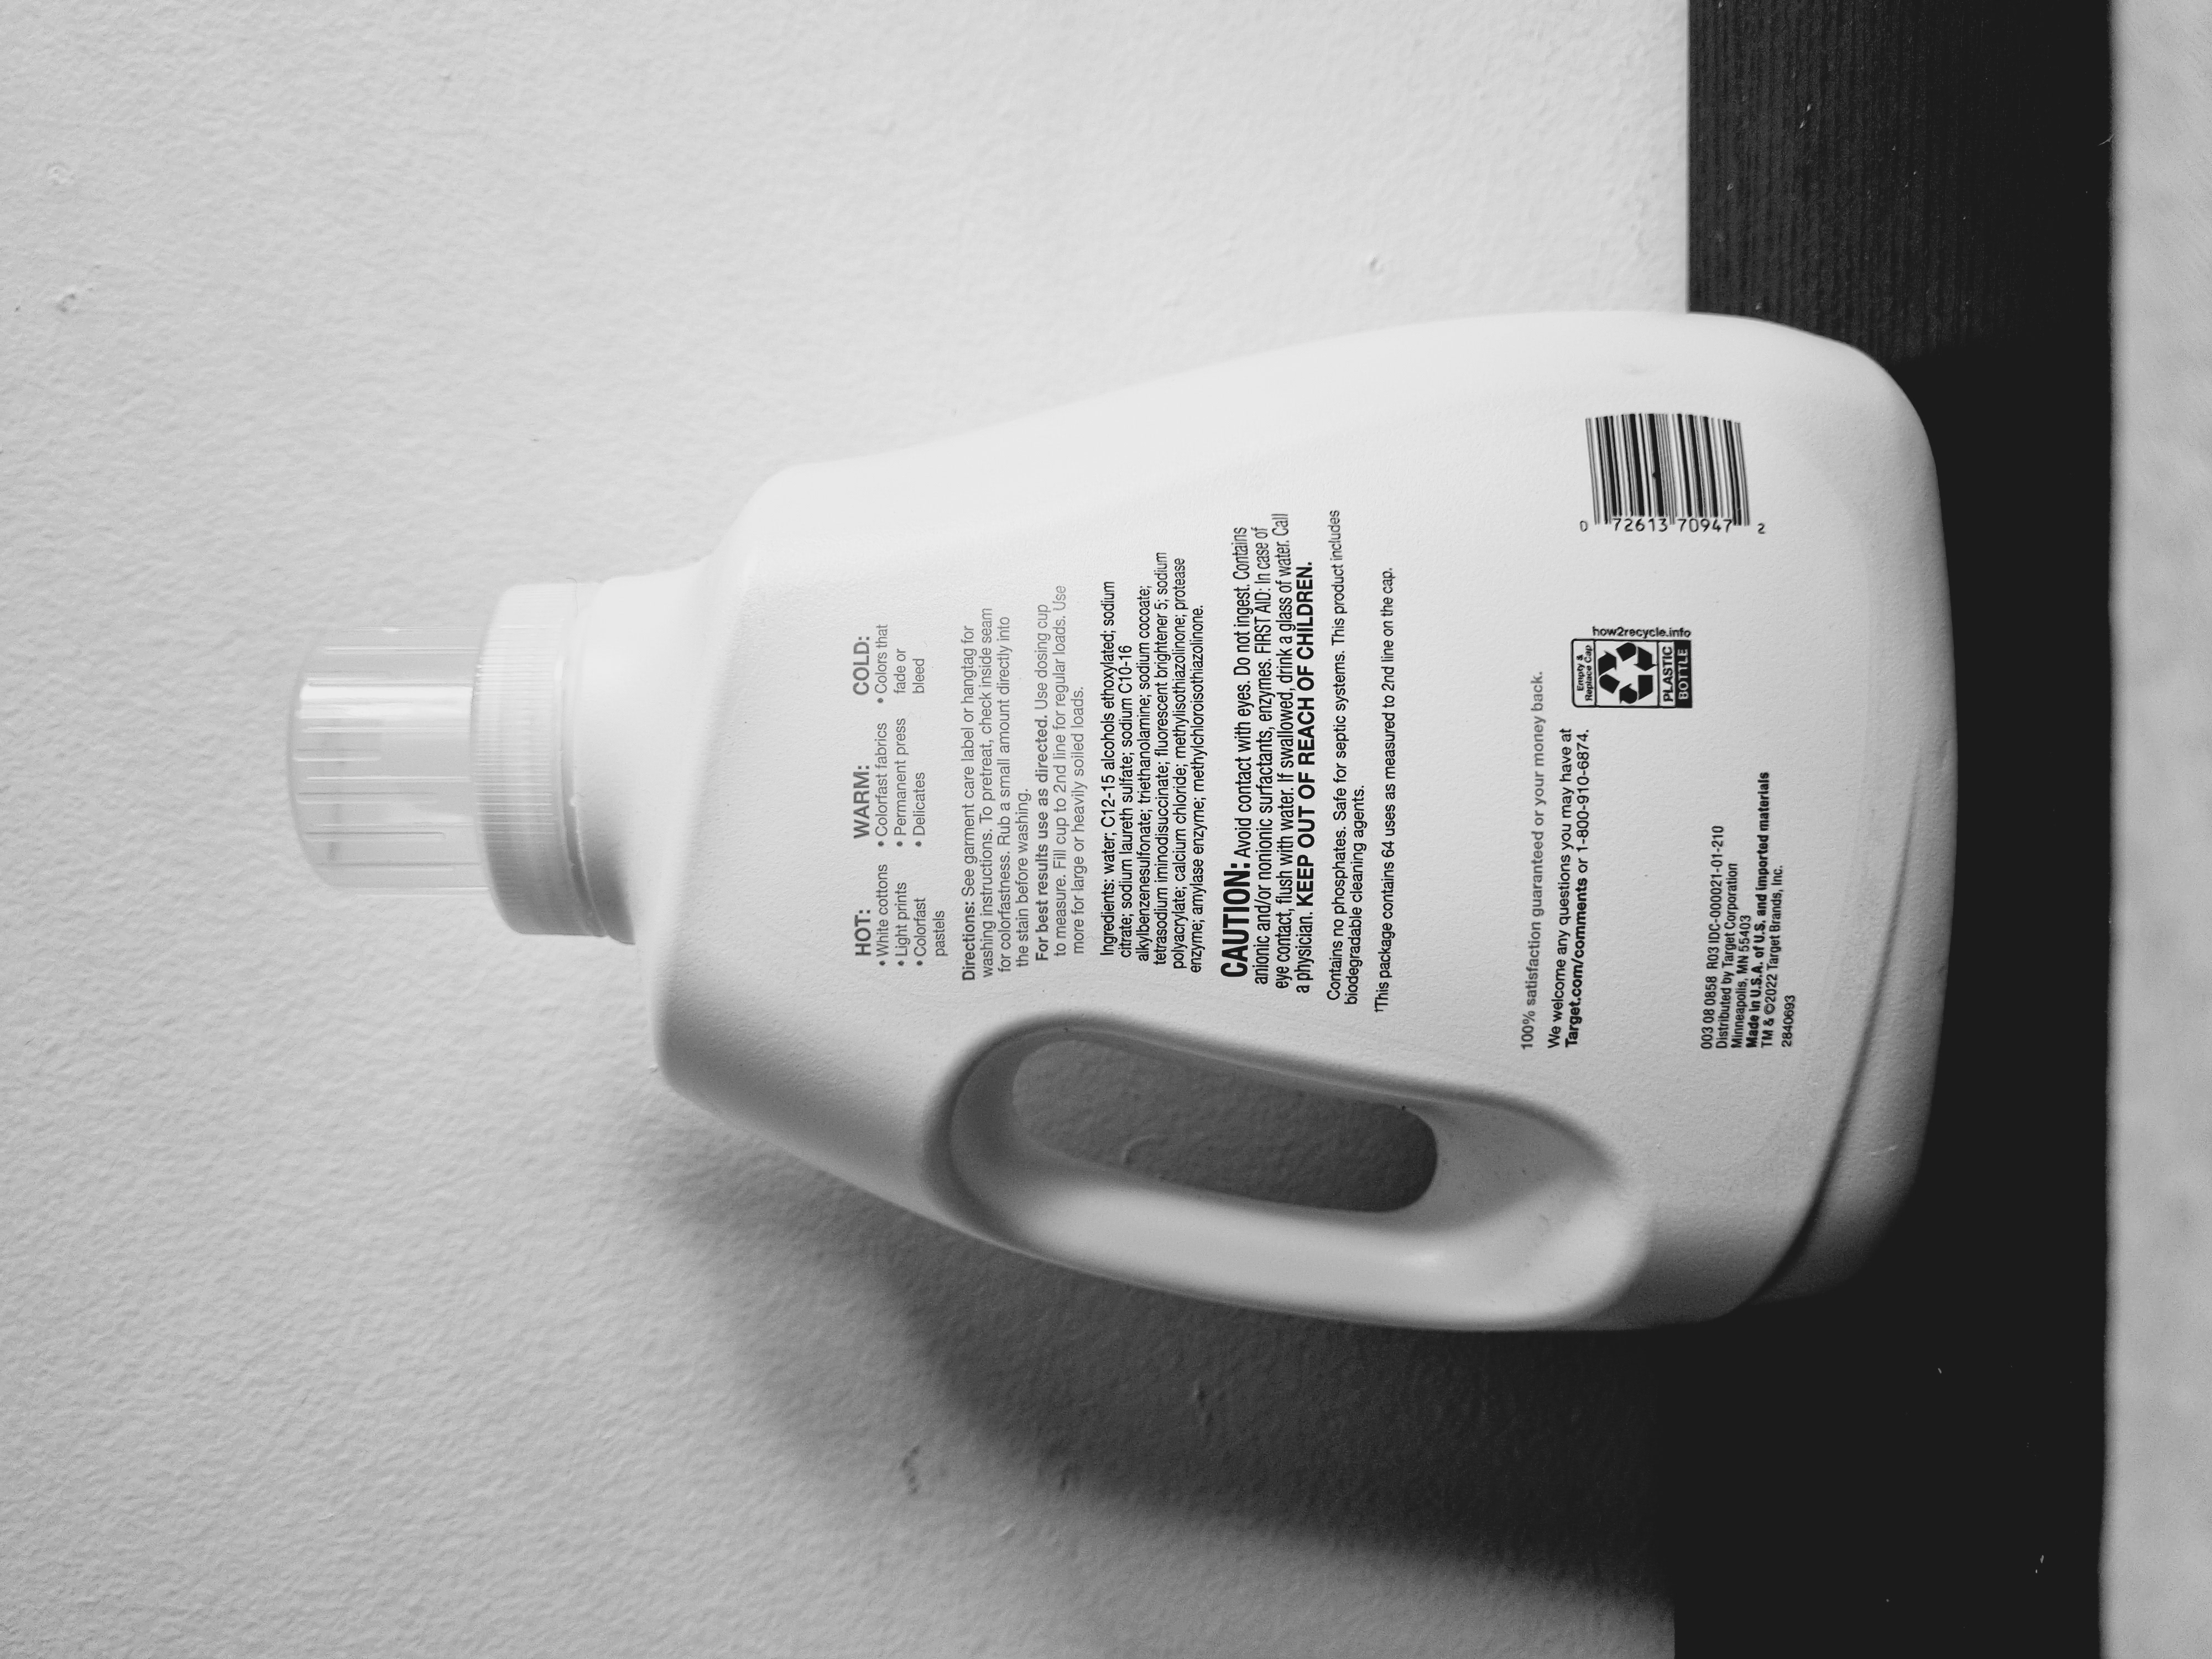 HOT:
• White cottons
• Light prints
• Colorfast
pastels
WARM:
• Colorfast fabrics
• Permanent press
• Delicates
COLD:
• Colors that
fade or
bleed
Directions: See garment care label or hangtag for
washing instructions. To pretreat, check inside seam
for colorfastness. Rub a small amount directly into
the stain before washing.
For best results use as directed. Use dosing cup
to measure. Fill cup to 2nd line for regular loads. Use
more for large or heavily soiled loads.
Ingredients: water; C12-15 alcohols ethoxylated; sodium
citrate; sodium laureth sulfate; sodium C10-16
alkylbenzenesulfonate; triethanolamine; sodium cocoate;
tetrasodium iminodisuccinate; fluorescent brightener 5; sodium
polyacrylate; calcium chloride; methylisothiazolinone; protease
enzyme; amylase enzyme; methylchloroisothiazolinone.
CAUTION: Avoid contact with eyes. Do not ingest. Contains
anionic and/or nonionic surfactants, enzymes. FIRST AID: In case of
eye contact, flush with water. If swallowed, drink a glass of water. Call
a physician. KEEP OUT OF REACH OF CHILDREN.
Contains no phosphates. Safe for septic systems. This product includes
biodegradable cleaning agents.
†This package contains 64 uses as measured to 2nd line on the cap.
100% satisfaction guaranteed or your money back.
We welcome any questions you may have at
Target.com/comments or 1-800-910-6874.
Empty &
Replace Cap
PLASTIC
BOTTLE
how2recycle.info
0 72613 70947 2
003 08 0858 R03 IDC-000021-01-210
Distributed by Target Corporation
Minneapolis, MN 55403
Made in U.S.A. of U.S. and imported materials
TM & ©2022 Target Brands, Inc.
2840693